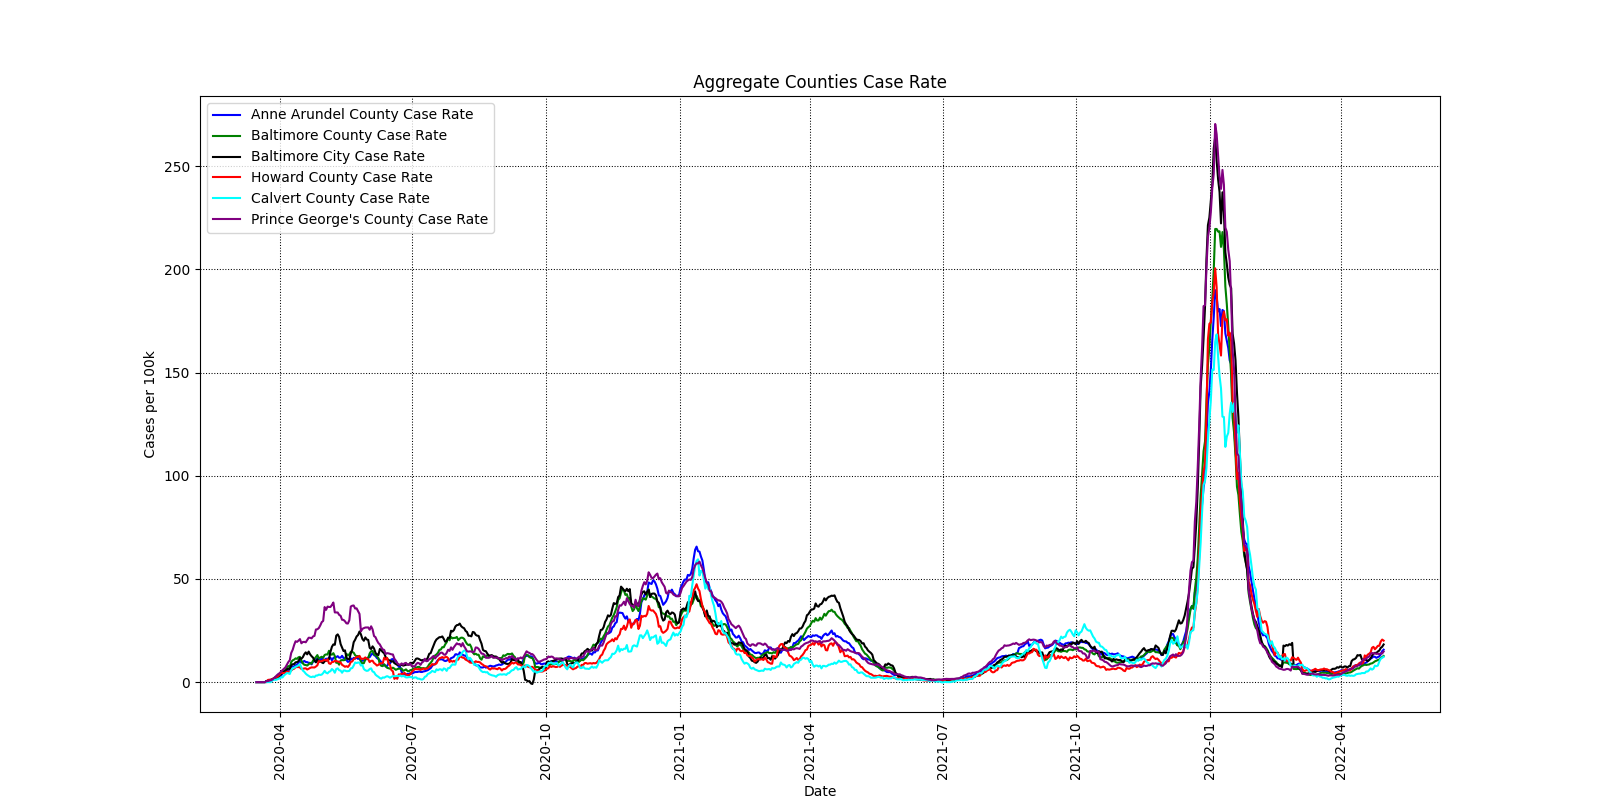 Aggregate Counties Case Rate
Anne Arundel County Case Rate
Baltimore County Case Rate
Baltimore City Case Rate
Howard County Case Rate
Calvert County Case Rate
Prince George's County Case Rate
Cases per 100k
250
200
150
100
50
0
2020-04
2020-07
2020-10
2021-01
2021-04
2021-07
2021-10
2022-01
2022-04
Date